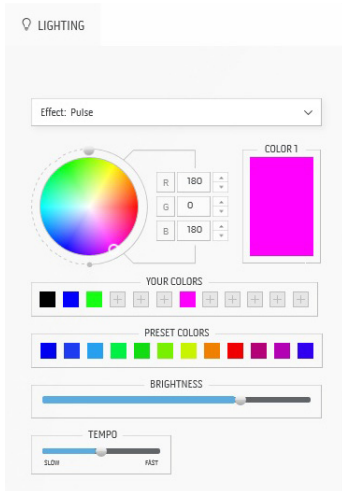 LIGHTING
Effect: Pulse
COLOR 1
R 180
G 0
B 180
YOUR COLORS
PRESET COLORS
BRIGHTNESS
TEMPO
SLOW FAST